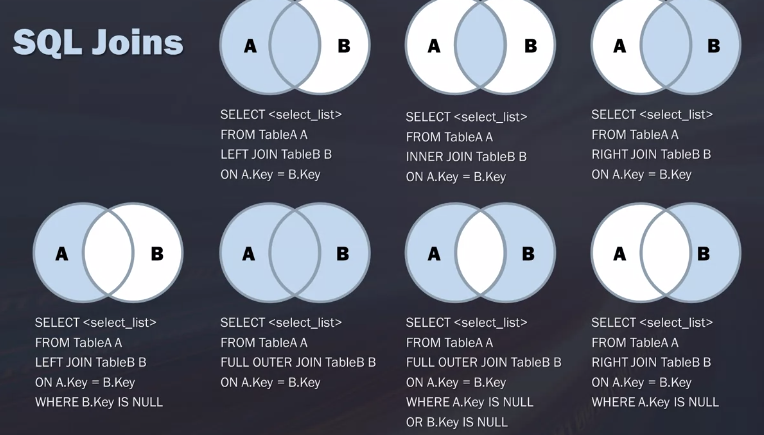 SQL Joins
A B
SELECT <select_list>
FROM TableA A
LEFT JOIN TableB B
ON A.Key = B.Key
A B
SELECT <select_list>
FROM TableA A
INNER JOIN TableB B
ON A.Key = B.Key
A B
SELECT <select_list>
FROM TableA A
RIGHT JOIN TableB B
ON A.Key = B.Key
A B
SELECT <select_list>
FROM TableA A
LEFT JOIN TableB B
ON A.Key = B.Key
WHERE B.Key IS NULL
A B
SELECT <select_list>
FROM TableA A
FULL OUTER JOIN TableB B
ON A.Key = B.Key
A B
SELECT <select_list>
FROM TableA A
FULL OUTER JOIN TableB B
ON A.Key = B.Key
WHERE A.Key IS NULL
OR B.Key IS NULL
A B
SELECT <select_list>
FROM TableA A
RIGHT JOIN TableB B
ON A.Key = B.Key
WHERE A.Key IS NULL